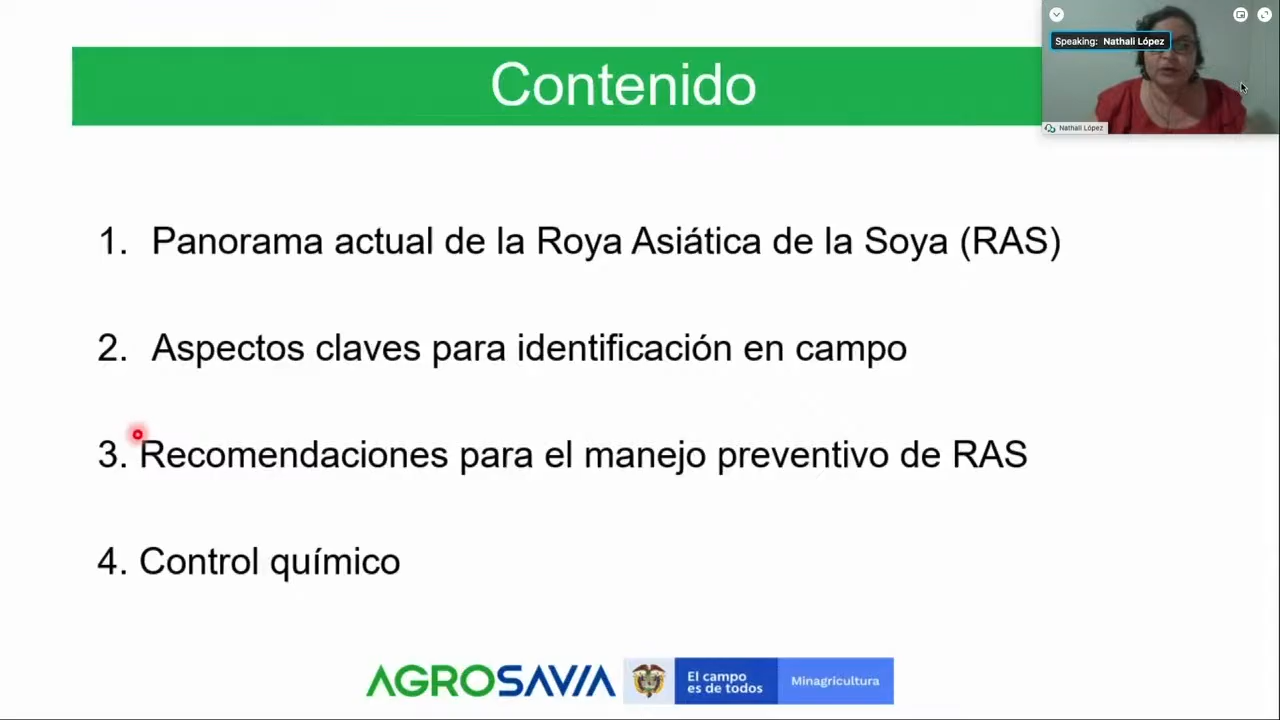 Contenido
Speaking: Nathali López
Nathali López
1. Panorama actual de la Roya Asiática de la Soya (RAS)
2. Aspectos claves para identificación en campo
3. Recomendaciones para el manejo preventivo de RAS
4. Control químico
AGROSAVIA
El campo
es de todos
Minagricultura